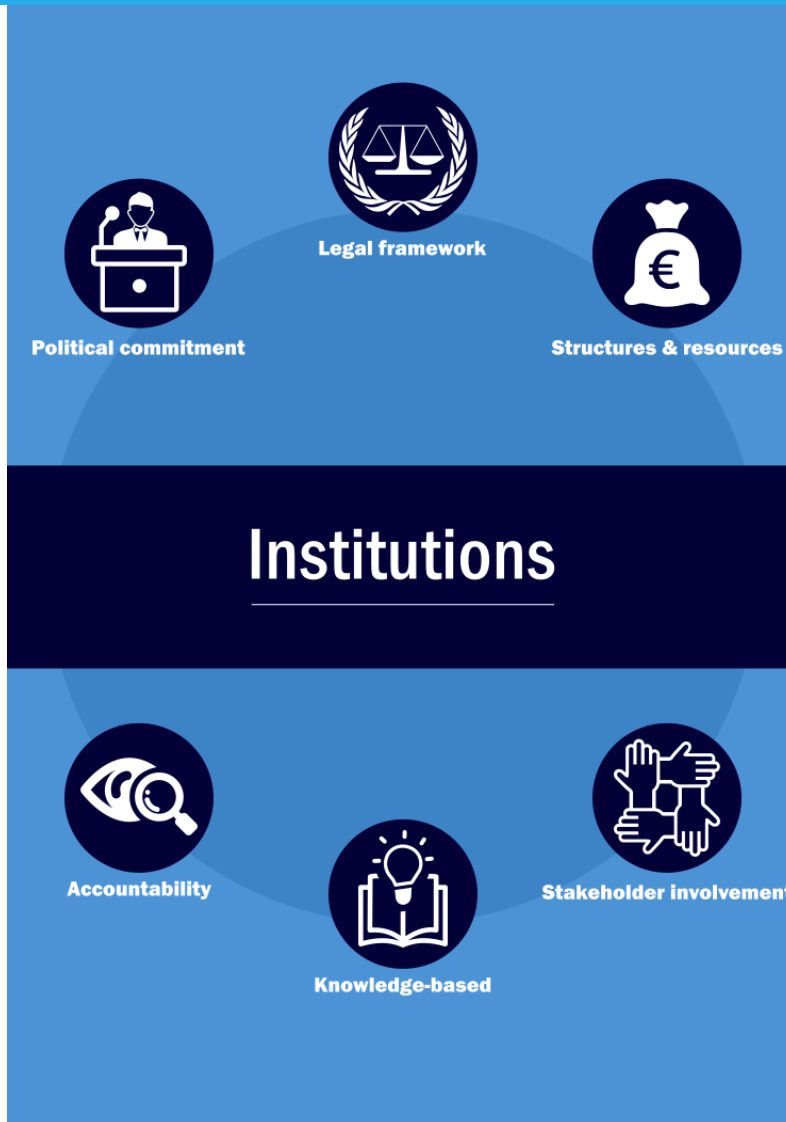 Legal framework
Political commitment
Structures & resources
€
Institutions
Accountability
Stakeholder involvement
Knowledge-based